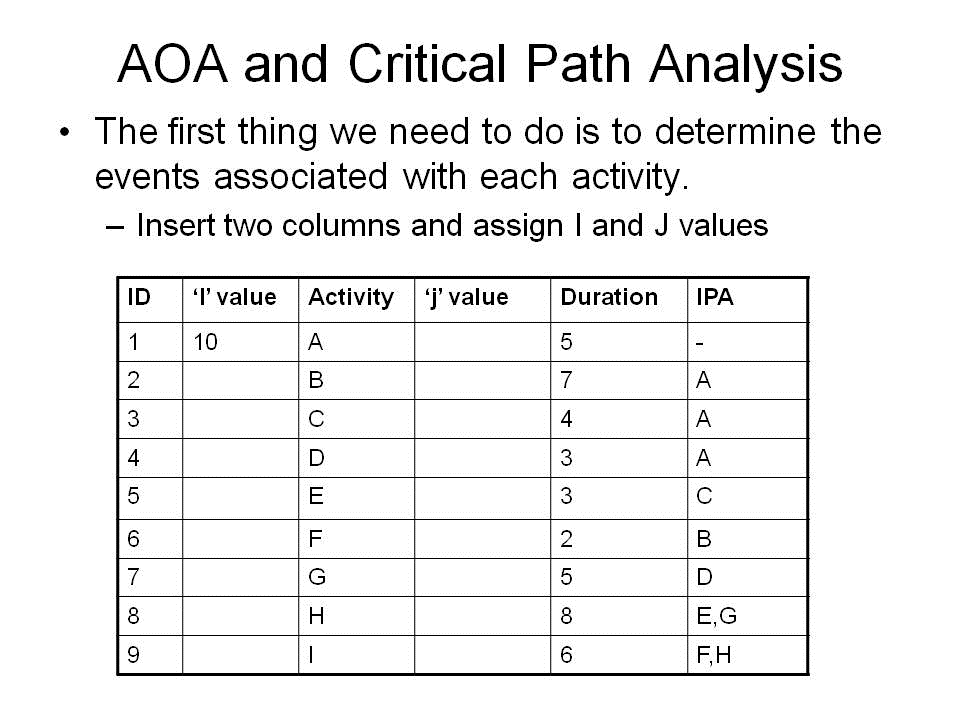 AOA and Critical Path Analysis
• The first thing we need to do is to determine the
events associated with each activity.
– Insert two columns and assign I and J values
ID ‘I’ value Activity ‘j’ value Duration IPA
1 10 A 5 -
2 B 7 A
3 C 4 A
4 D 3 A
5 E 3 C
6 F 2 B
7 G 5 D
8 H 8 E,G
9 I 6 F,H